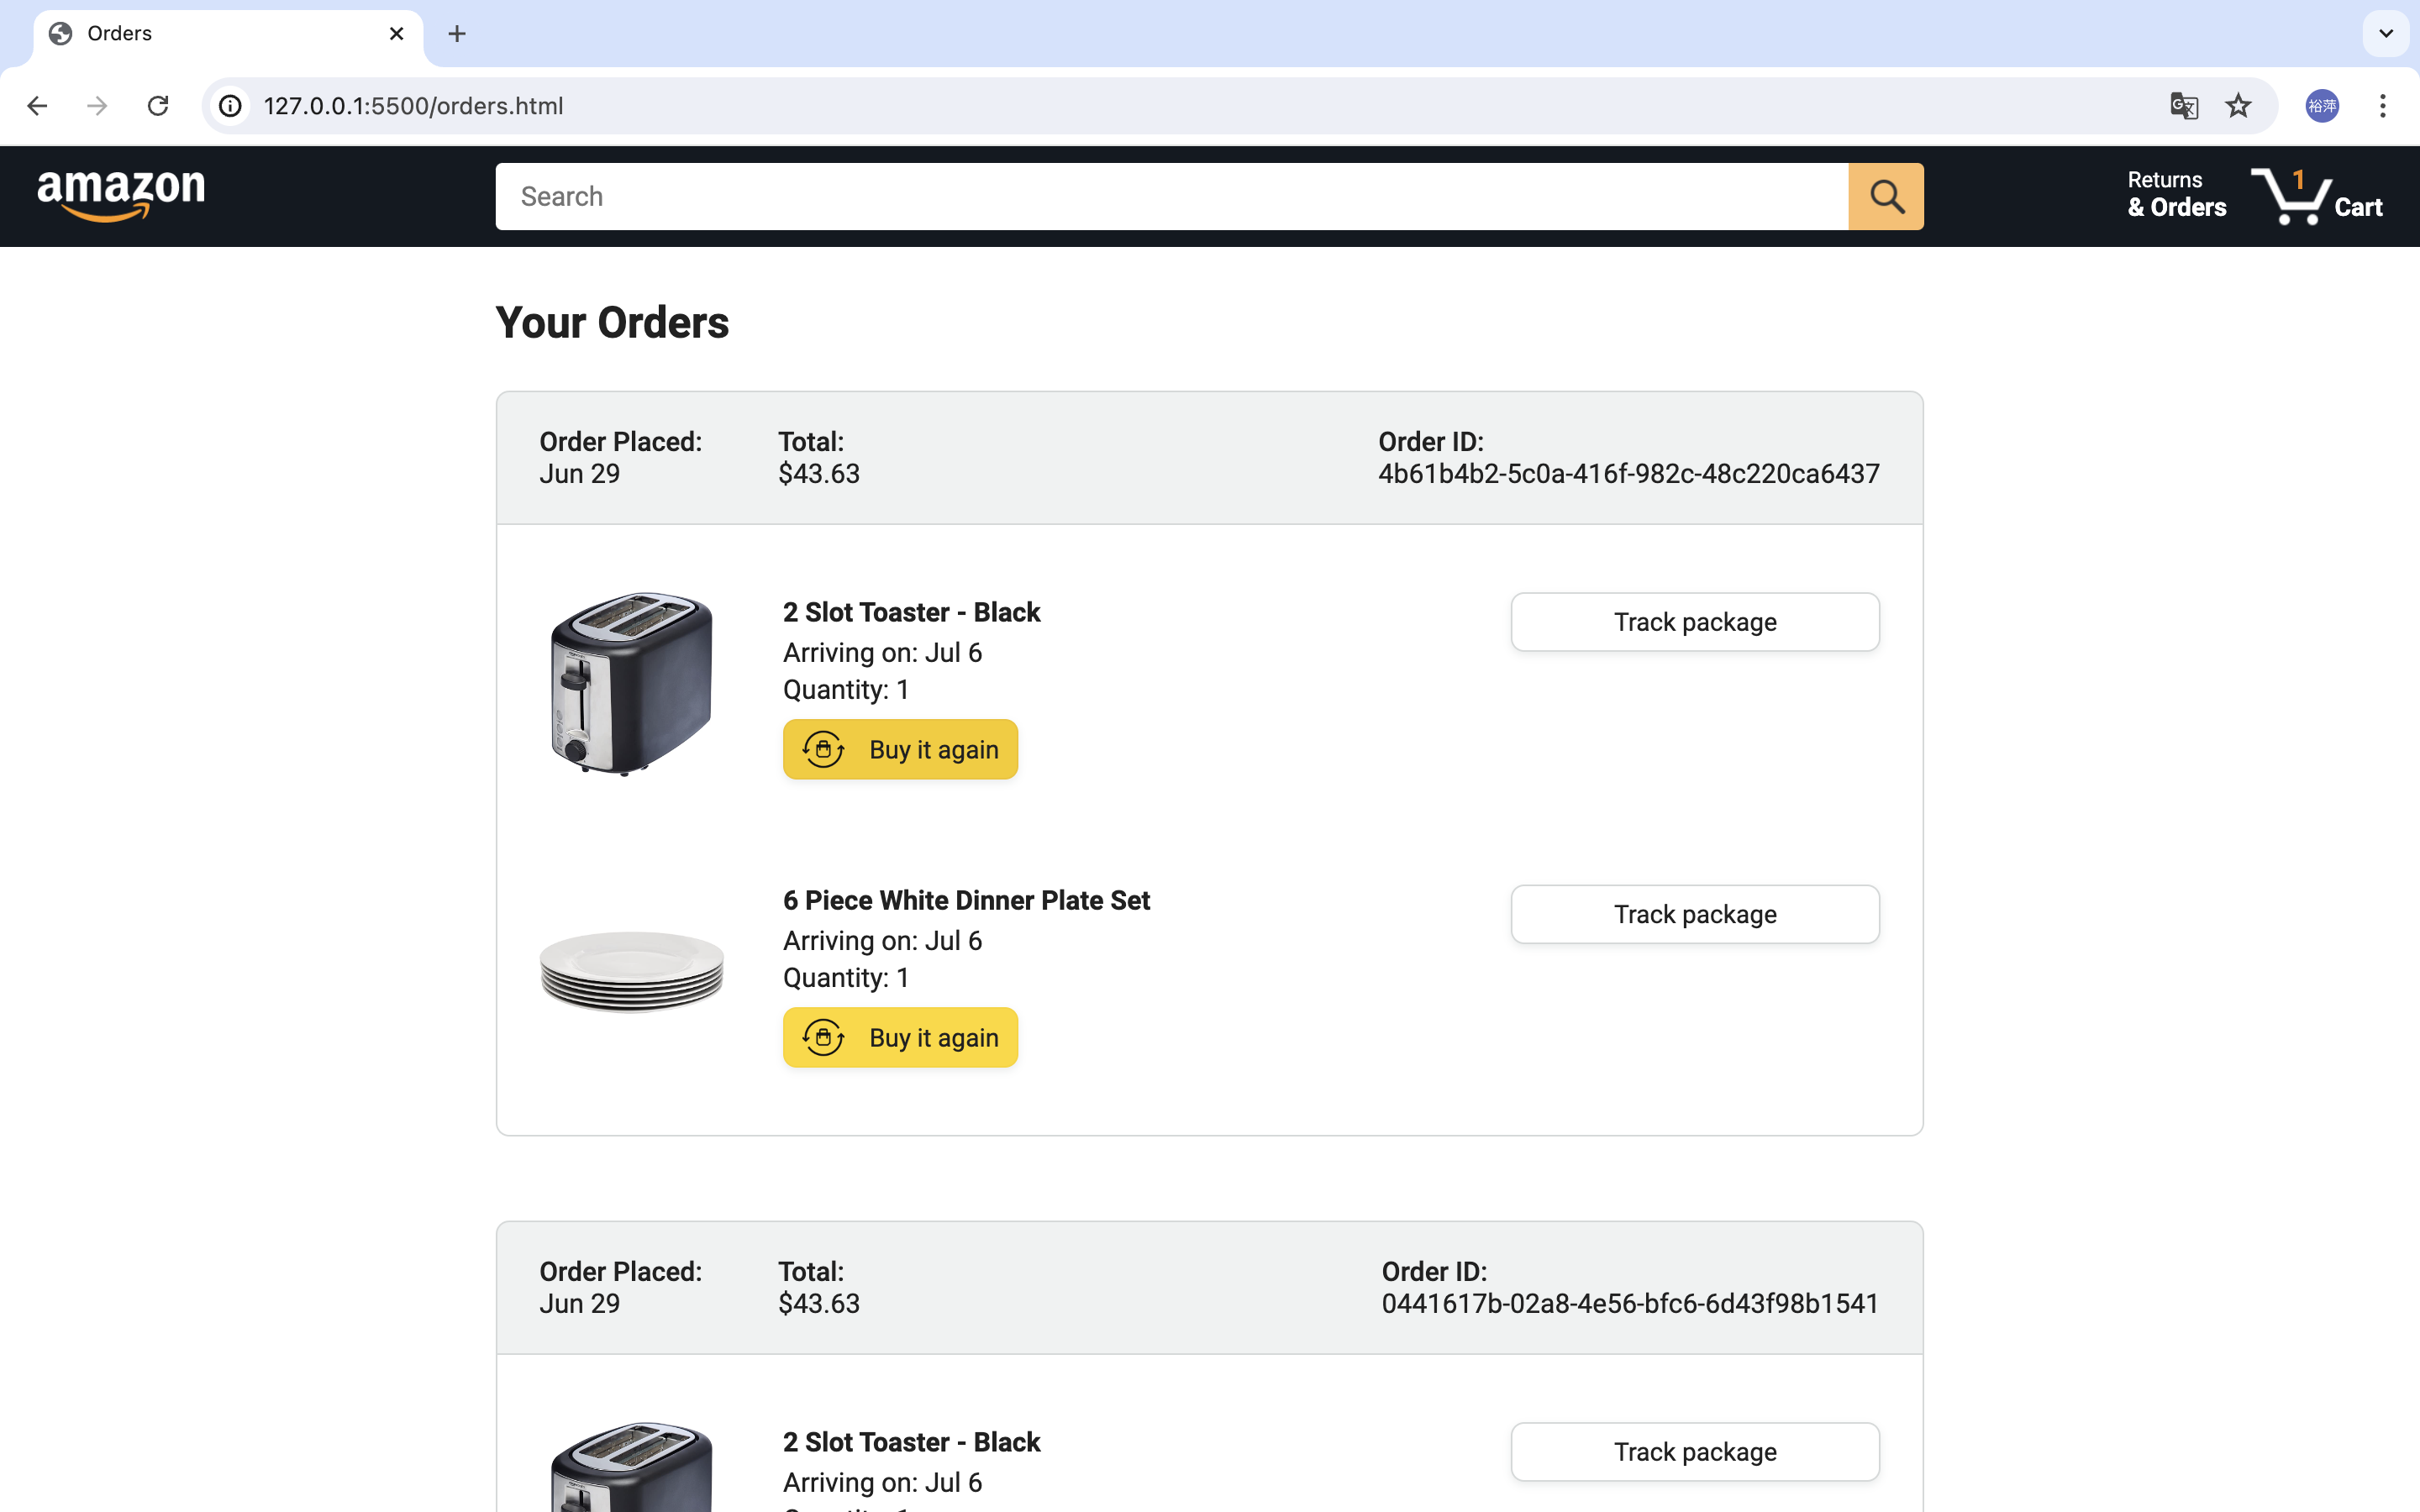 Orders
127.0.0.1:5500/orders.html
裕萍
amazon
Search
Returns
& Orders
1
Cart
Your Orders
Order Placed:
Jun 29
Total:
$43.63
Order ID:
4b61b4b2-5c0a-416f-982c-48c220ca6437
2 Slot Toaster - Black
Arriving on: Jul 6
Quantity: 1
Buy it again
Track package
6 Piece White Dinner Plate Set
Arriving on: Jul 6
Quantity: 1
Buy it again
Track package
Order Placed:
Jun 29
Total:
$43.63
Order ID:
0441617b-02a8-4e56-bfc6-6d43f98b1541
2 Slot Toaster - Black
Arriving on: Jul 6
Track package